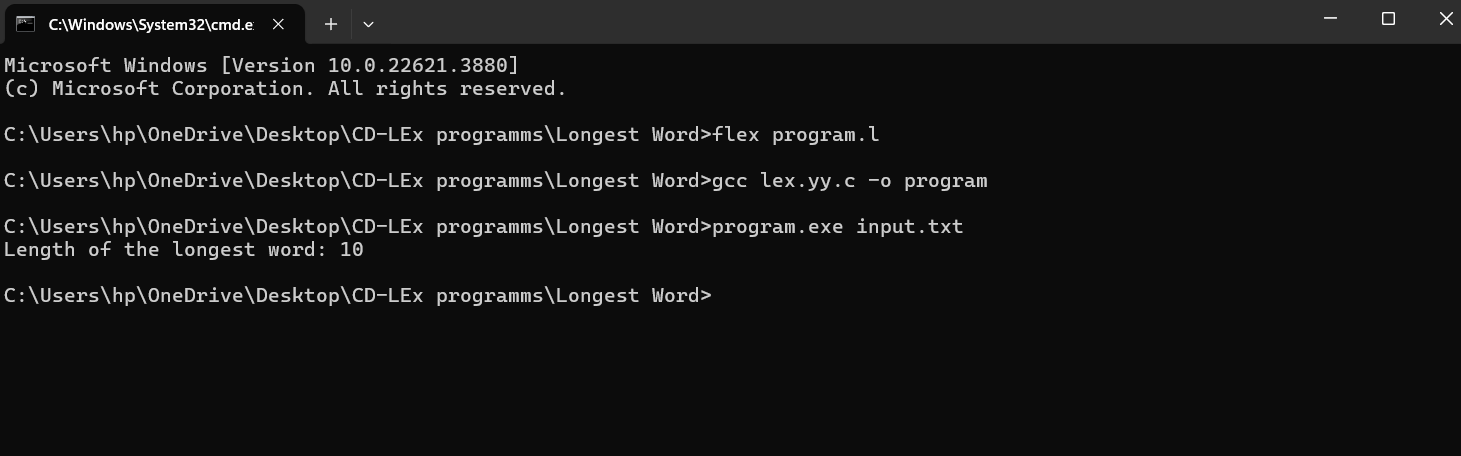 C:\Windows\System32\cmd.e
Microsoft Windows [Version 10.0.22621.3880]
(c) Microsoft Corporation. All rights reserved.
C:\Users\hp\OneDrive\Desktop\CD-LEx programms\Longest Word>flex program.l
C:\Users\hp\OneDrive\Desktop\CD-LEx programms\Longest Word>gcc lex.yy.c -o program
C:\Users\hp\OneDrive\Desktop\CD-LEx programms\Longest Word>program.exe input.txt
Length of the longest word: 10
C:\Users\hp\OneDrive\Desktop\CD-LEx programms\Longest Word>